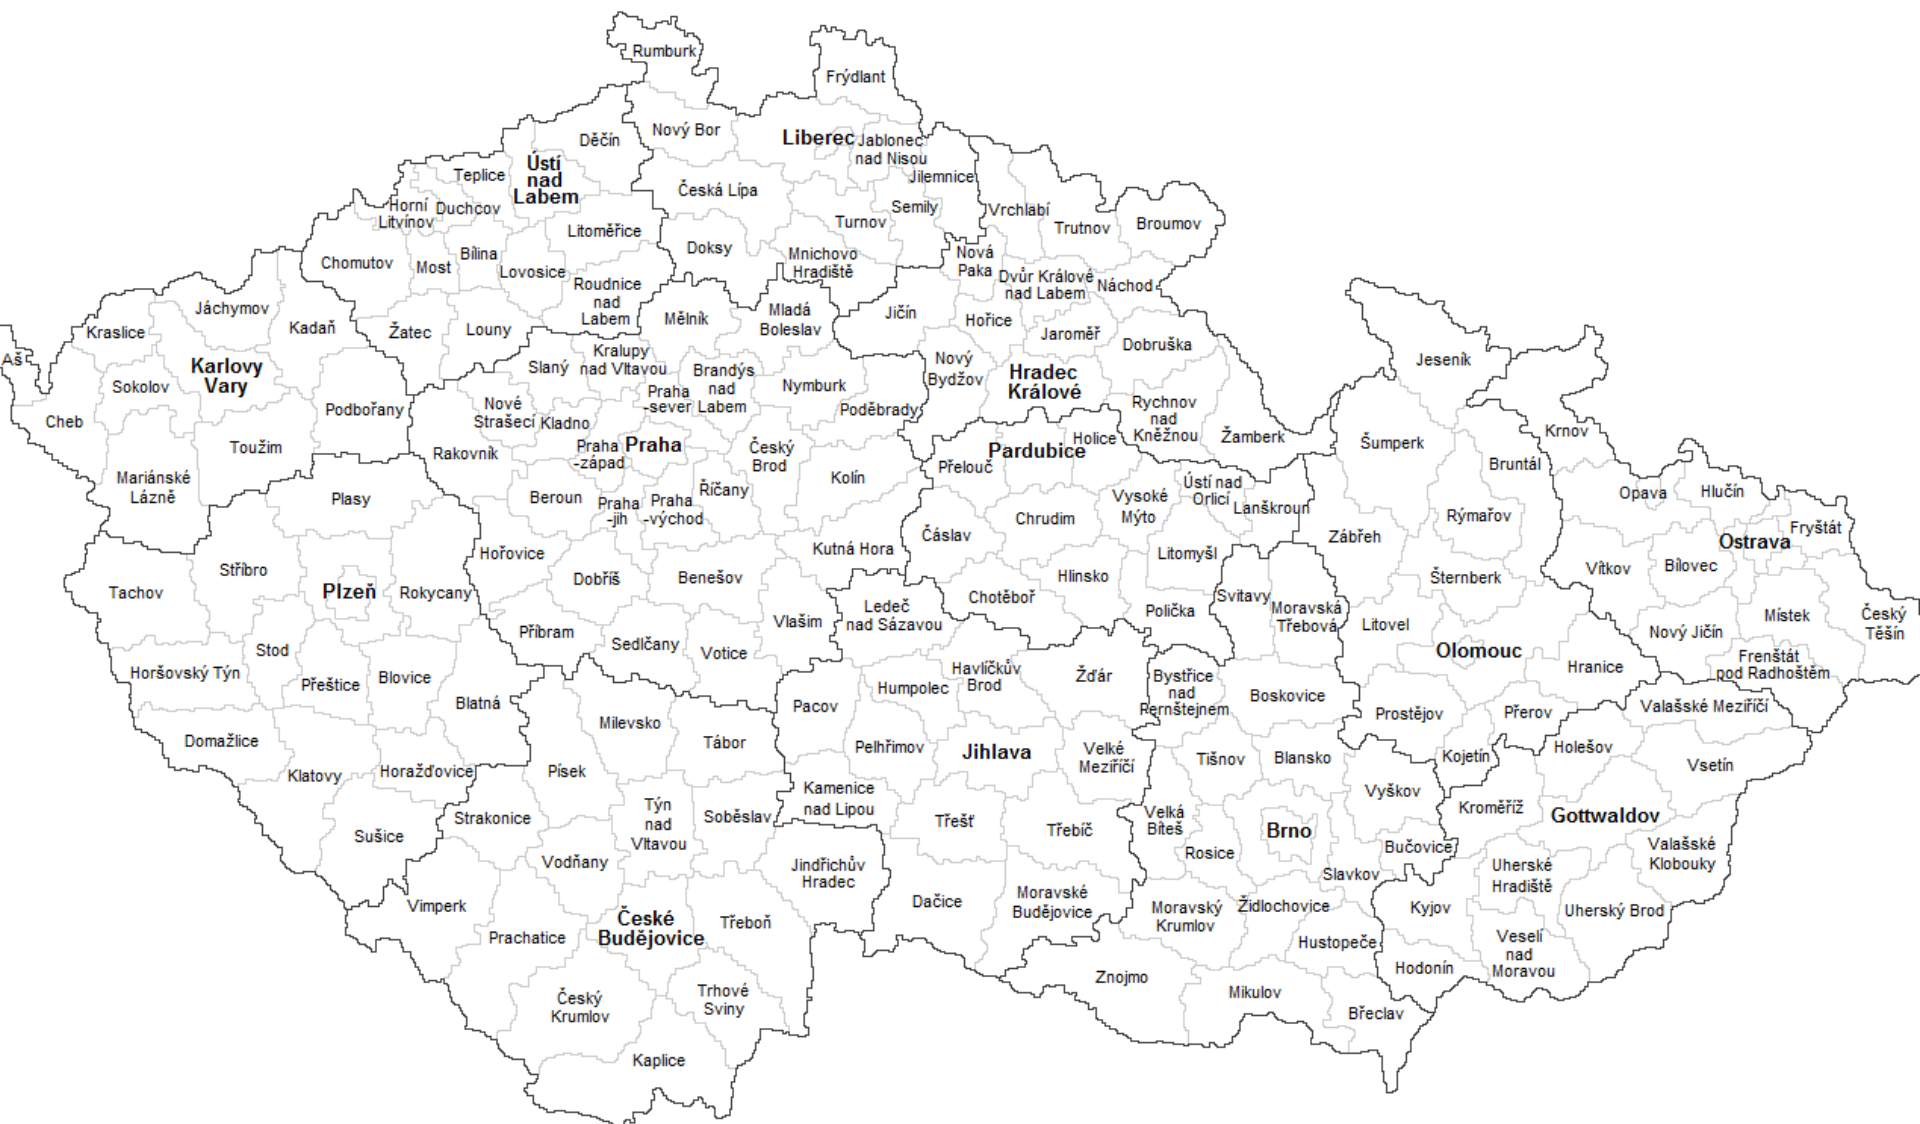 Rumburk
Frýdlant
Nový Bor
Děčín
Liberec
Jablonec
nad Nisou
Ústí
nad
Labem
Teplice
Jilemnice
Česká Lípa
Horní
Litvínov
Duchcov
Semily
Vrchlabí
Turnov
Trutnov
Broumov
Litoměřice
Doksy
Mnichovo
Hradiště
Bílina
Chomutov
Most
Lovosice
Nová
Paka
Dvůr Králové
nad Labem
Náchod
Roudnice
nad
Labem
Jáchymov
Kadaň
Kraslice
Žatec
Louny
Mělník
Mladá
Boleslav
Jičín
Hořice
Jaroměř
Dobruška
Aš
Karlovy
Vary
Sokolov
Slaný
Kralupy
nad Vltavou
Brandýs
nad
Labem
Nymburk
Nový
Bydžov
Hradec
Králové
Jeseník
Praha
-sever
Cheb
Podbořany
Nové
Strašecí
Kladno
Poděbrady
Rychnov
nad
Kněžnou
Žamberk
Toužim
Rakovník
Praha
-západ
Praha
Český
Brod
Přelouč
Pardubice
Holice
Šumperk
Krnov
Bruntál
Mariánské
Lázně
Plasy
Beroun
Praha
-jih
Praha
-východ
Říčany
Kolín
Chrudim
Vysoké
Mýto
Ústí nad
Orlicí
Lanškroun
Rýmařov
Opava
Hlučín
Fryštát
Ostrava
Hořovice
Kutná Hora
Čáslav
Litomyšl
Zábřeh
Vítkov
Bílovec
Stříbro
Tachov
Plzeň
Rokycany
Dobříš
Benešov
Hlinsko
Chotěboř
Šternberk
Svitavy
Moravská
Třebová
Polička
Litovel
Místek
Český
Těšín
Nový Jičín
Příbram
Sedlčany
Votice
Vlašim
Ledeč
nad Sázavou
Stod
Horšovský Týn
Přeštice
Blovice
Blatná
Humpolec
Havlíčkův
Brod
Žďár
Bystřice
nad
Pernštejnem
Boskovice
Olomouc
Hranice
Frenštát
pod Radhoštěm
Valašské Meziříčí
Milevsko
Tábor
Pacov
Prostějov
Přerov
Domažlice
Klatovy
Horažďovice
Písek
Pelhřimov
Jihlava
Velké
Meziříčí
Tišnov
Blansko
Kojetín
Holešov
Vsetín
Sušice
Strakonice
Týn
nad
Vltavou
Soběslav
Kamenice
nad Lipou
Třešť
Třebíč
Velká
Bíteš
Rosice
Brno
Vyškov
Bučovice
Kroměříž
Gottwaldov
Valašské
Klobouky
Vodňany
Jindřichův
Hradec
Slavkov
Uherské
Hradiště
Vimperk
Prachatice
České
Budějovice
Třeboň
Dačice
Moravské
Budějovice
Moravský
Krumlov
Židlochovice
Kyjov
Uherský Brod
Hustopeče
Hodonín
Veselí
nad
Moravou
Znojmo
Mikulov
Břeclav
Český
Krumlov
Trhové
Sviny
Kaplice